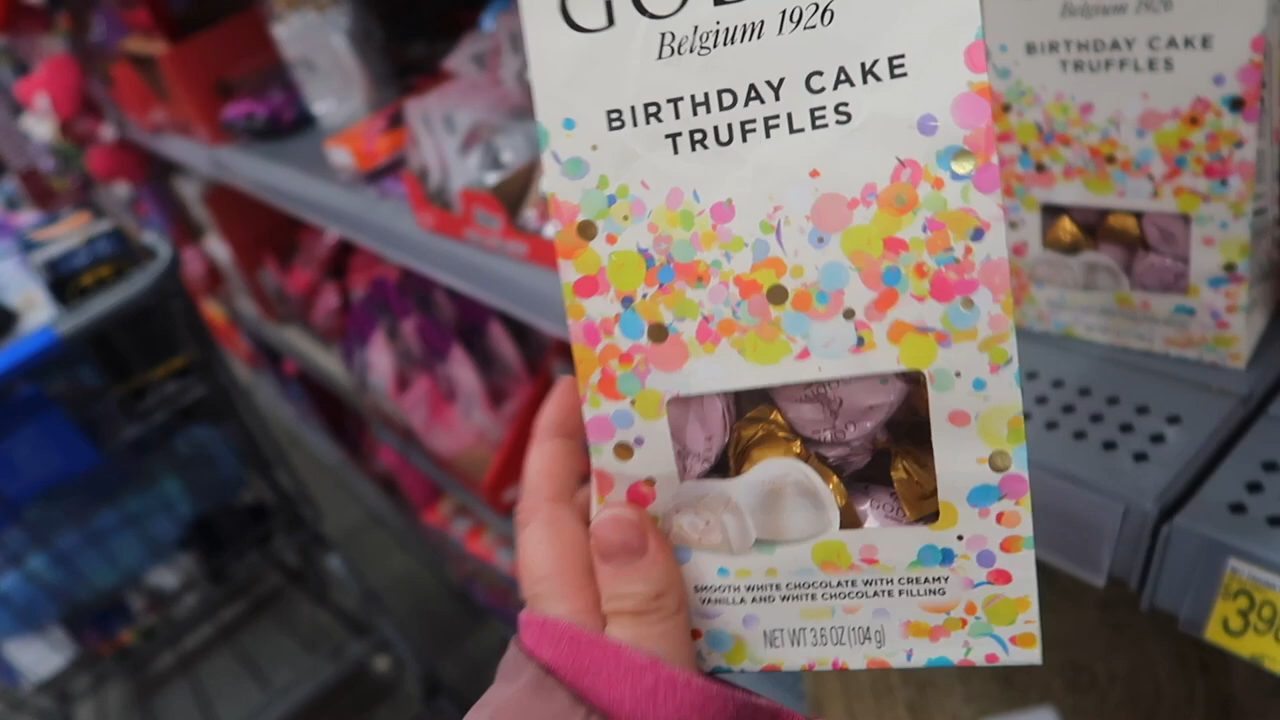 Belgium 1926
BIRTHDAY CAKE
TRUFFLES
SMOOTH WHITE CHOCOLATE WITH CREAMY
VANILLA AND WHITE CHOCOLATE FILLING
NET WT 3.6 OZ (104 g)
Belgium 1926
BIRTHDAY CAKE
TRUFFLES